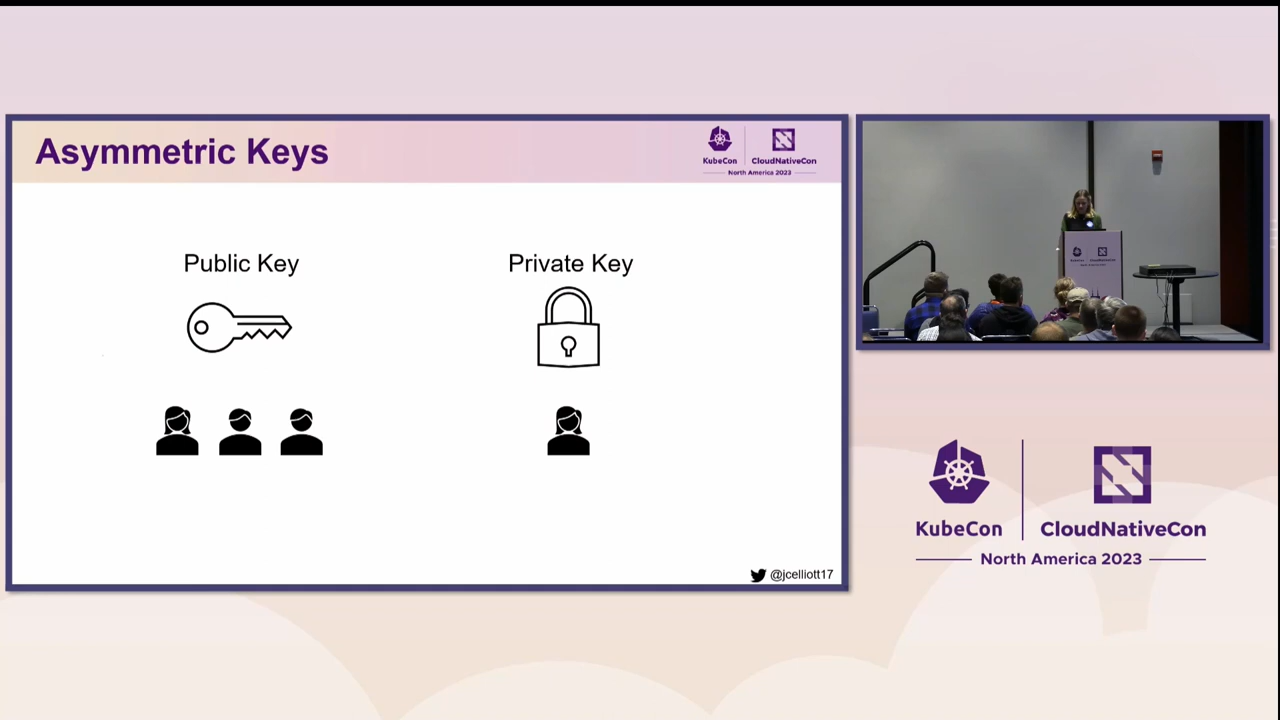 Asymmetric Keys
KubeCon
CloudNativeCon
North America 2023
Public Key
Private Key
@jcelliott17
KubeCon
CloudNativeCon
North America 2023